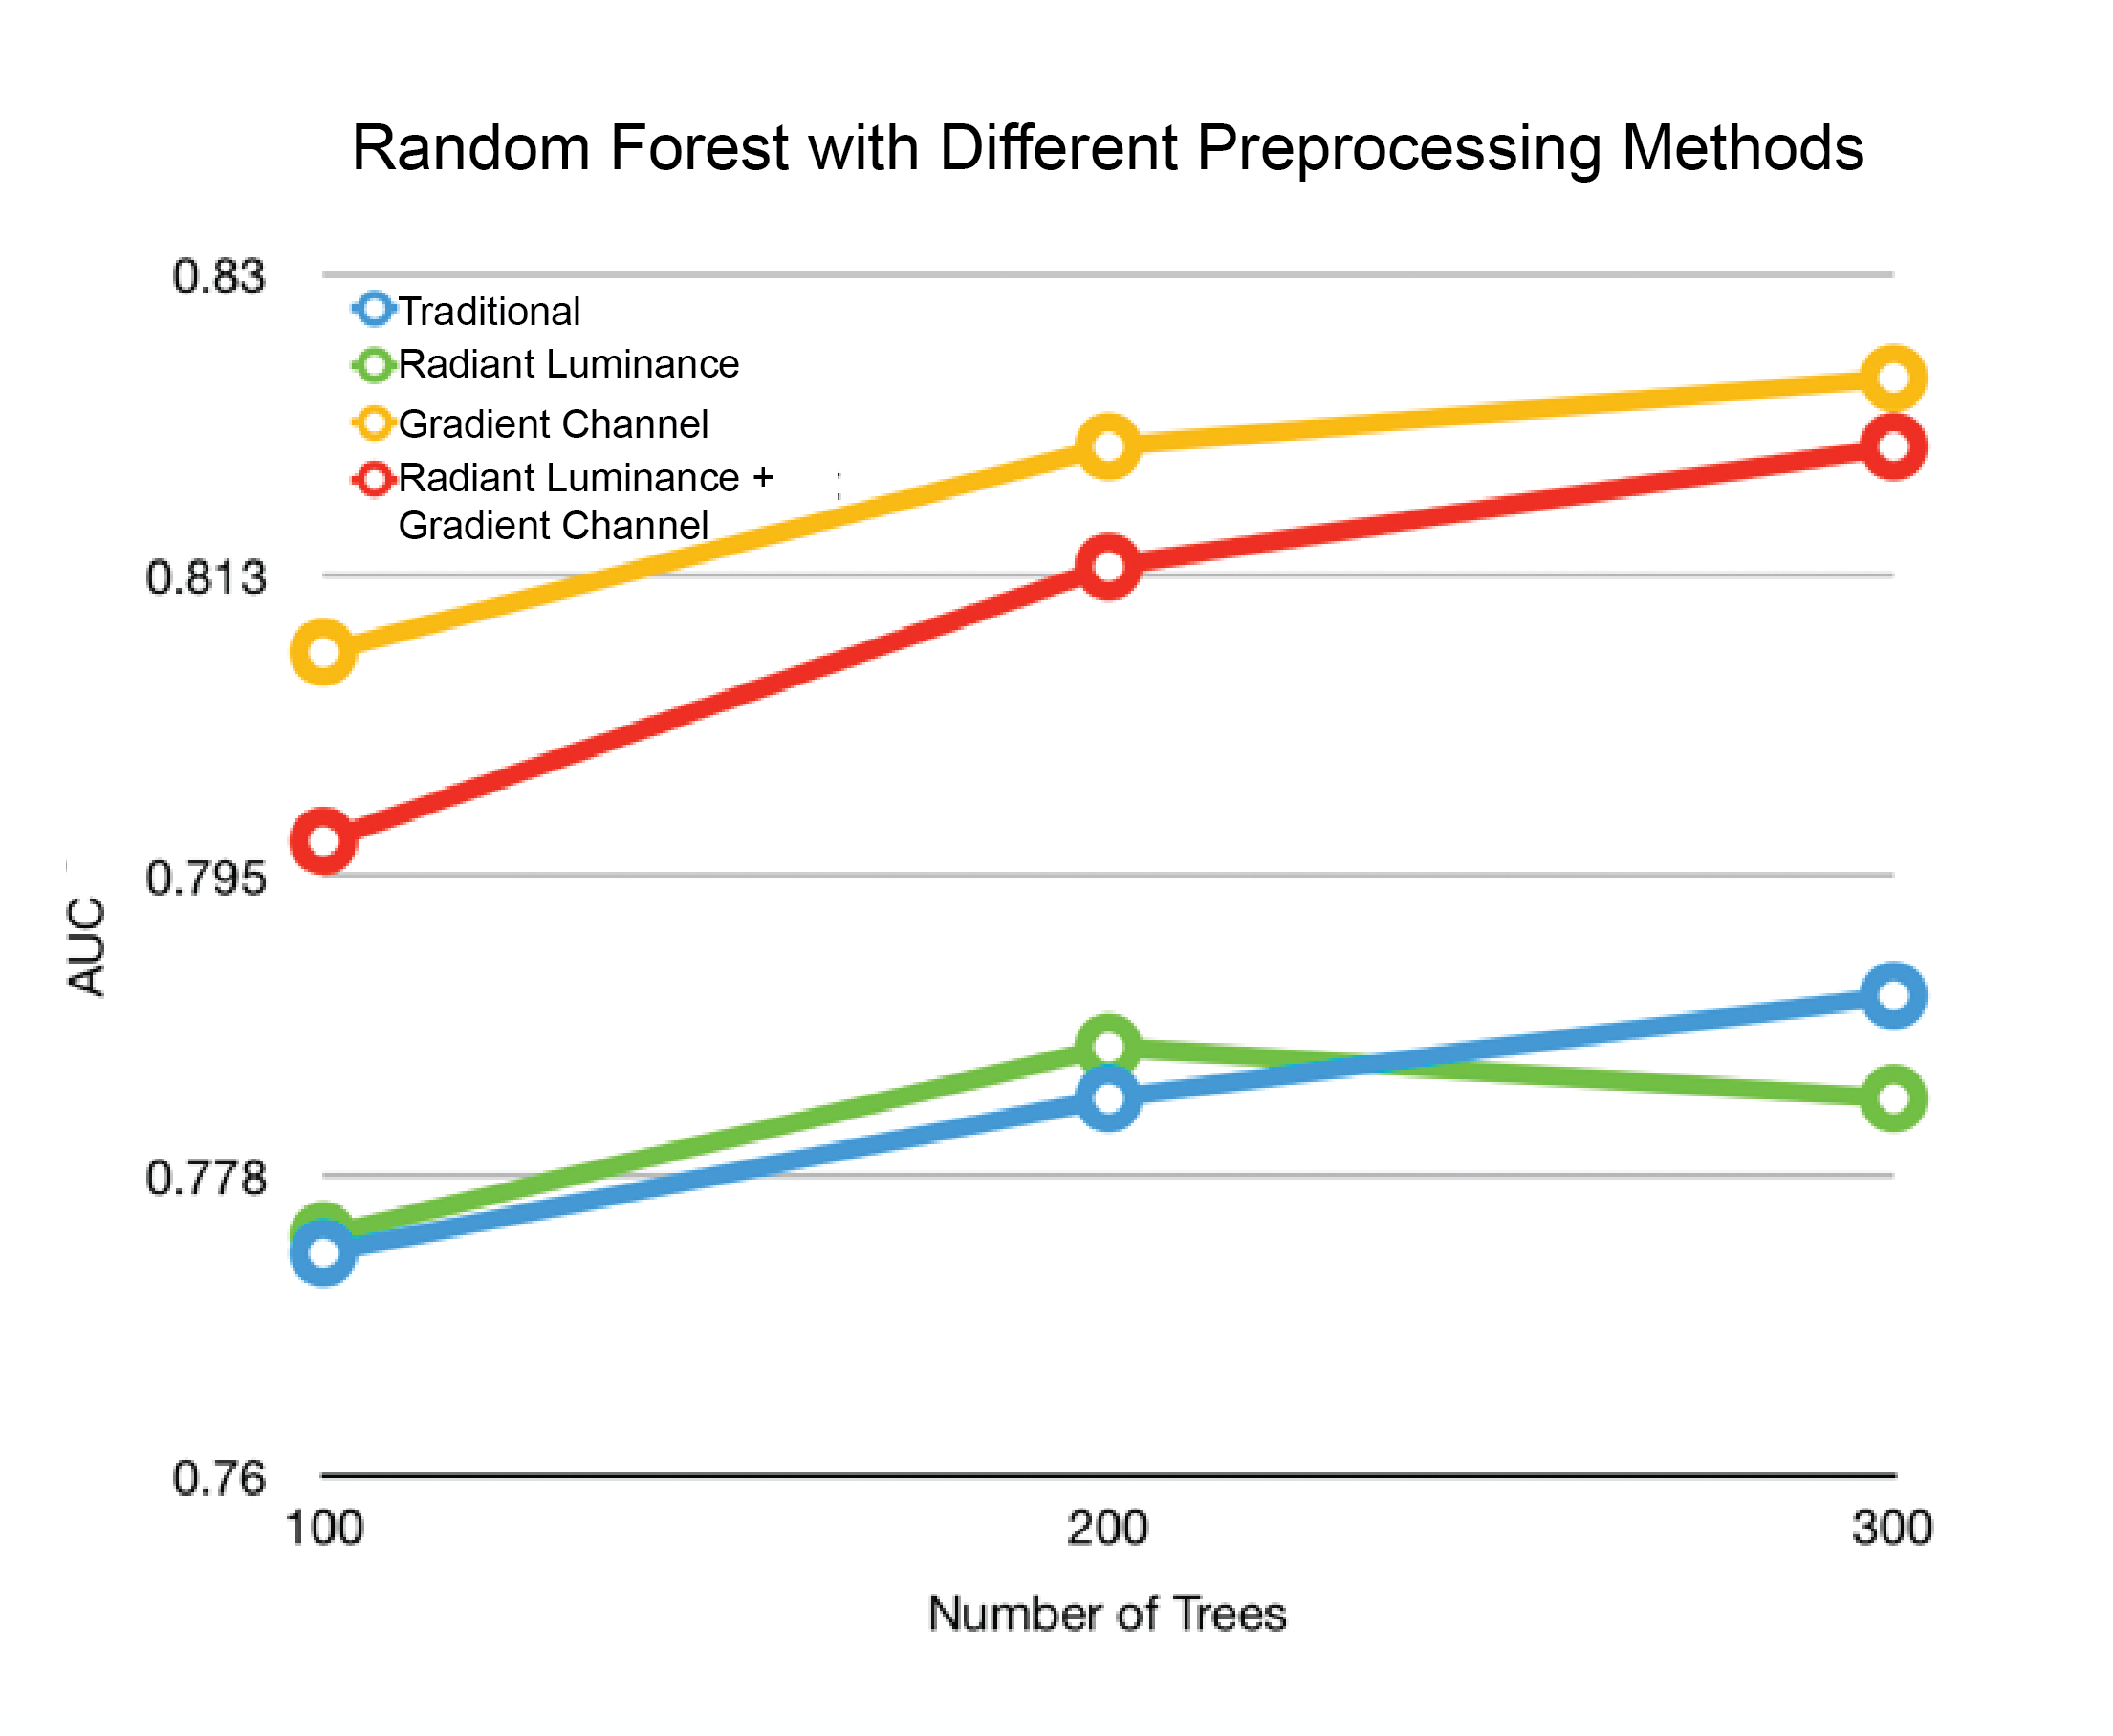 Random Forest with Different Preprocessing Methods
0.83
Traditional
Radiant Luminance
Gradient Channel
Radiant Luminance +
Gradient Channel
0.813
0.795
AUC
0.778
0.76
100 200 300
Number of Trees